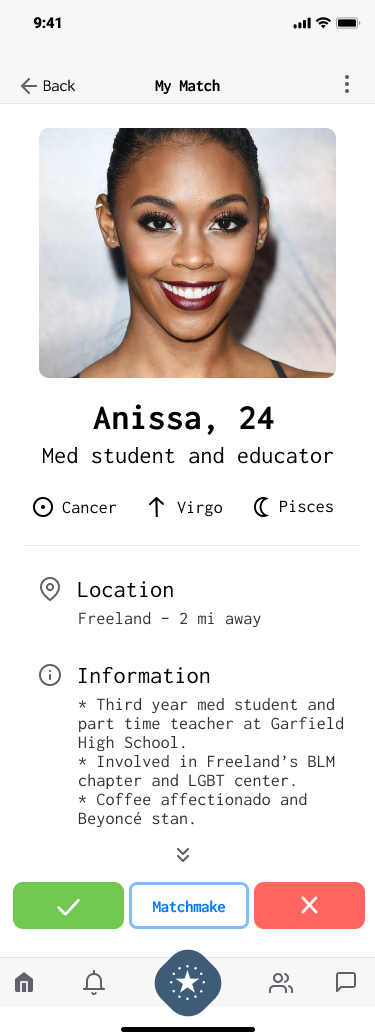 9:41
Back
My Match
Anissa, 24
Med student and educator
Cancer
Virgo
Pisces
Location
Freeland - 2 mi away
Information
* Third year med student and
part time teacher at Garfield
High School.
* Involved in Freeland’s BLM
chapter and LGBT center.
* Coffee affectionado and
Beyoncé stan.
Matchmake